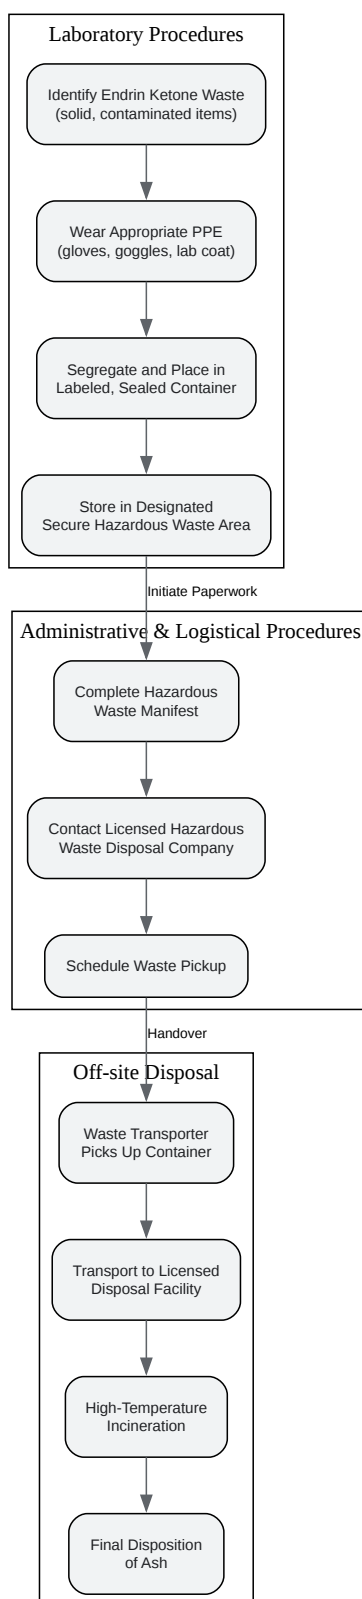 Laboratory Procedures
Identify Endrin Ketone Waste
(solid, contaminated items)
Wear Appropriate PPE
(gloves, goggles, lab coat)
Segregate and Place in
Labeled, Sealed Container
Store in Designated
Secure Hazardous Waste Area
Initiate Paperwork
Administrative & Logistical Procedures
Complete Hazardous
Waste Manifest
Contact Licensed Hazardous
Waste Disposal Company
Schedule Waste Pickup
Handover
Off-site Disposal
Waste Transporter
Picks Up Container
Transport to Licensed
Disposal Facility
High-Temperature
Incineration
Final Disposition
of Ash